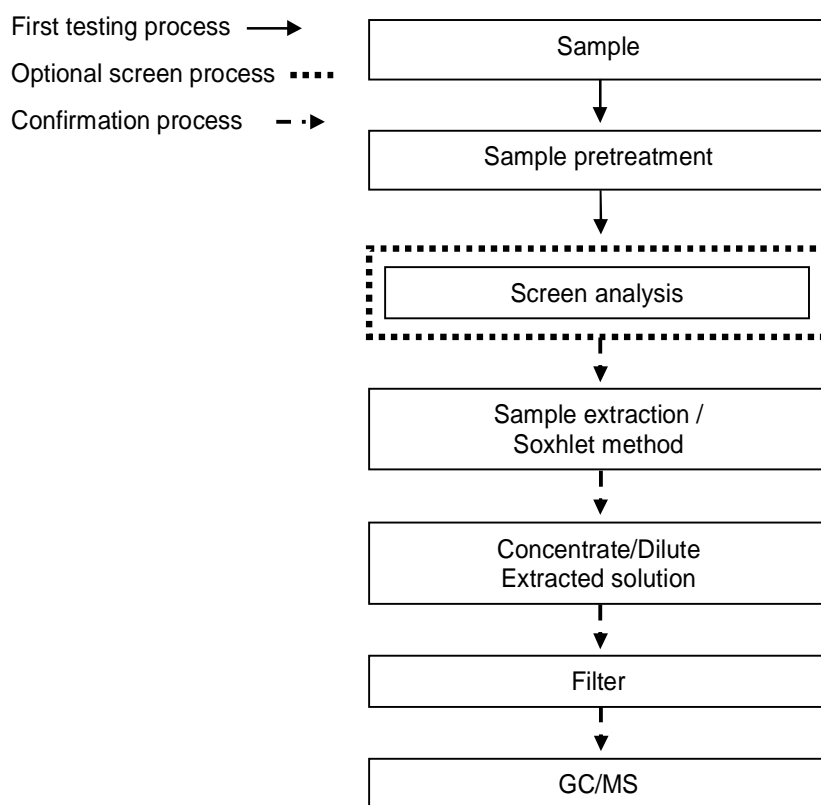 First testing process
Optional screen process
Confirmation process
Sample
Sample pretreatment
Screen analysis
Sample extraction /
Soxhlet method
Concentrate/Dilute
Extracted solution
Filter
GC/MS